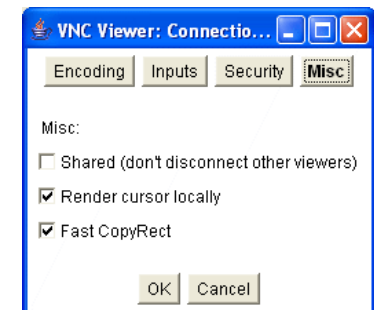 VNC Viewer: Connectio...
Encoding Inputs Security Misc
Misc:
Shared (don't disconnect other viewers)
Render cursor locally
Fast CopyRect
OK Cancel